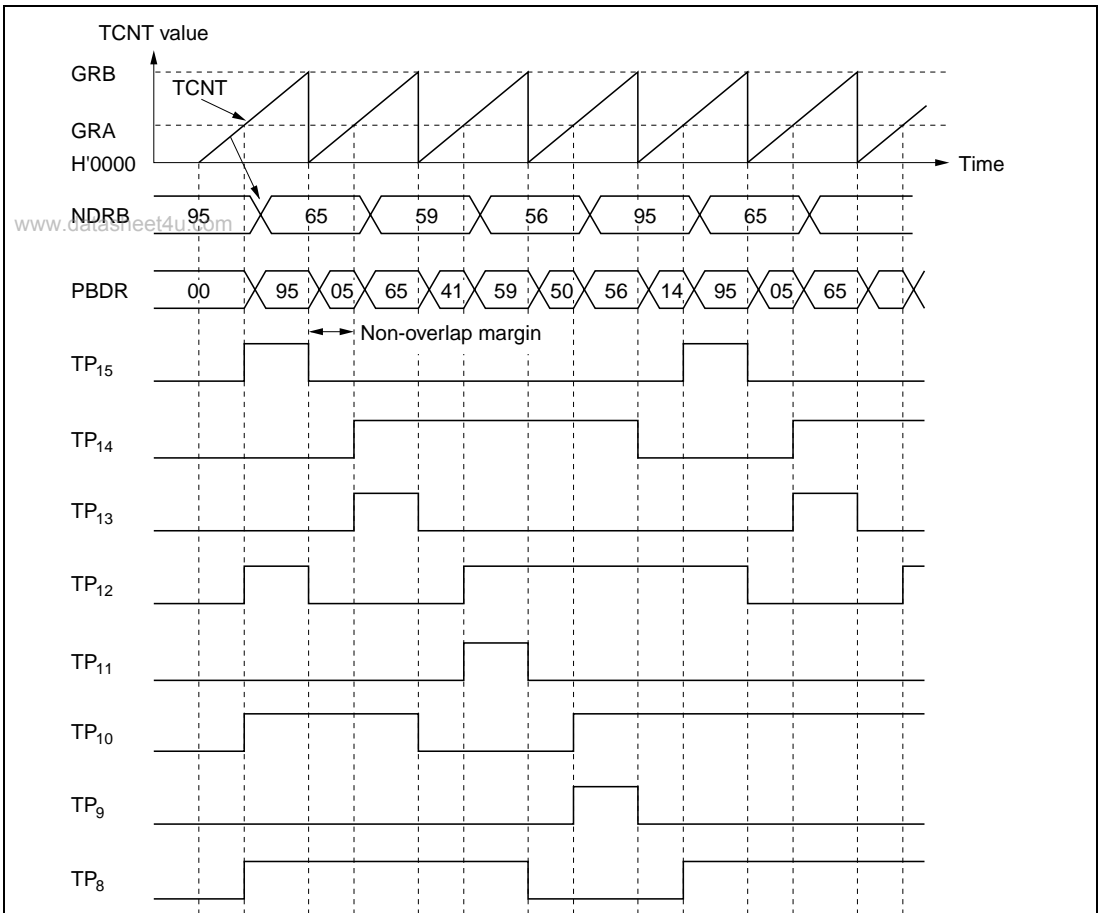 TCNT value
GRB
TCNT
GRA
H'0000
Time
NDRB 95 65 59 56 95 65
www.datasheet4u.com
PBDR 00 95 05 65 41 59 50 56 14 95 05 65
Non-overlap margin
TP15
TP14
TP13
TP12
TP11
TP10
TP9
TP8